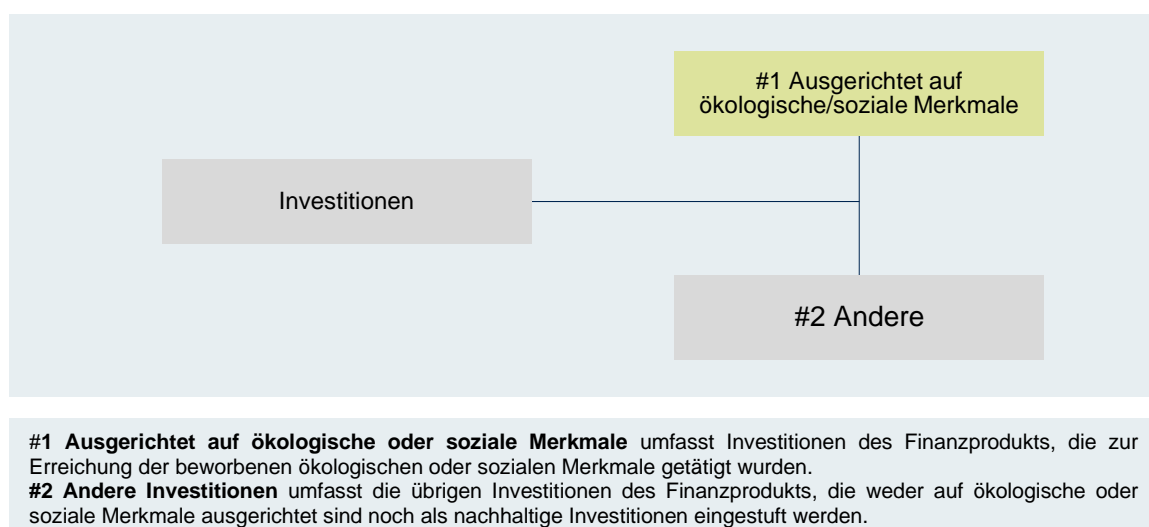 #1 Ausgerichtet auf
ökologische/soziale Merkmale
Investitionen
#2 Andere
#1 Ausgerichtet auf ökologische oder soziale Merkmale umfasst Investitionen des Finanzprodukts, die zur
Erreichung der beworbenen ökologischen oder sozialen Merkmale getätigt wurden.
#2 Andere Investitionen umfasst die übrigen Investitionen des Finanzprodukts, die weder auf ökologische oder
soziale Merkmale ausgerichtet sind noch als nachhaltige Investitionen eingestuft werden.